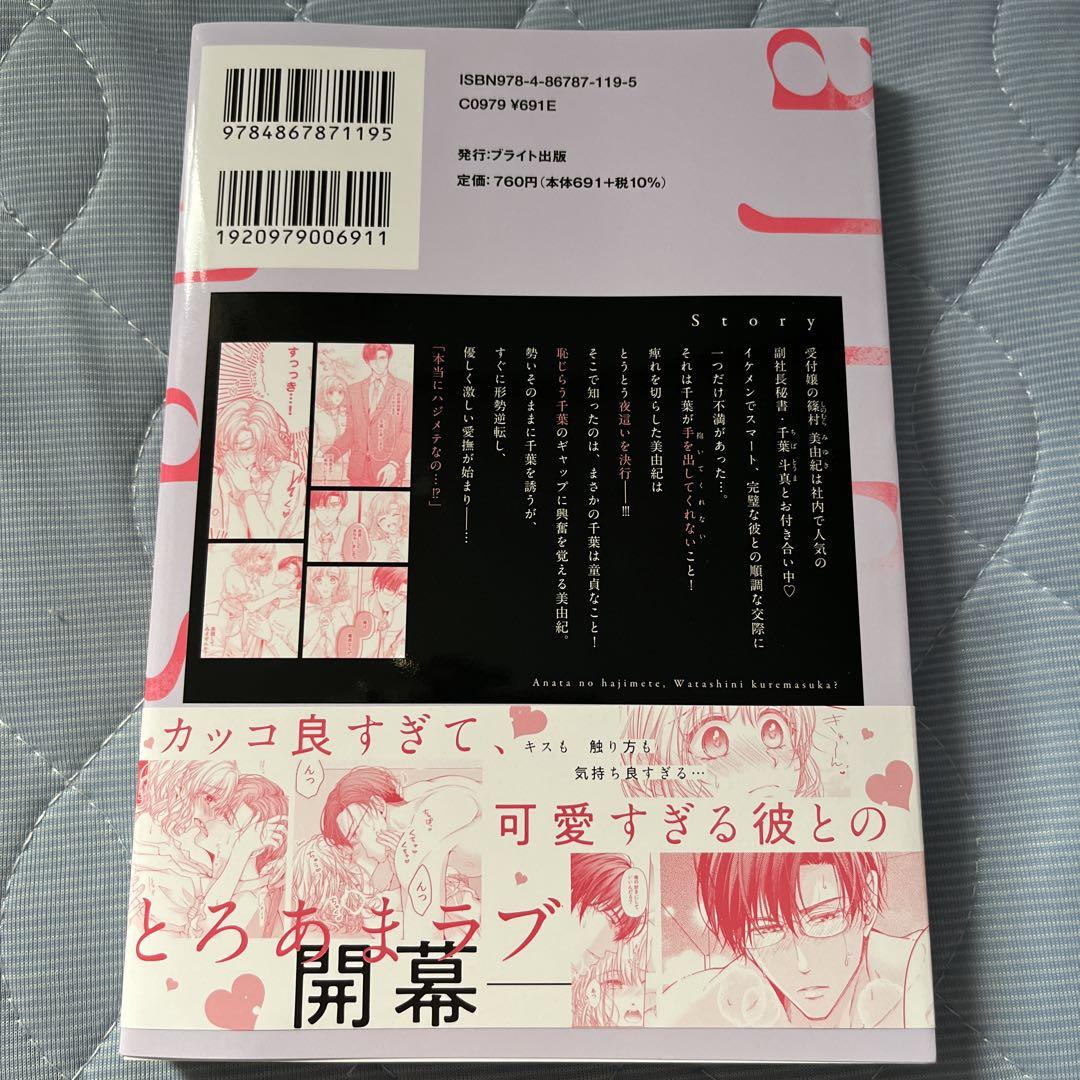 9784867871195
1920979006911
ISBN978-4-86787-119-5
C0979 ¥691E
発行:ブライト出版
定価:760円(本体691+税10%)
Story
受付嬢の篠村 美由紀は社内で人気の
副社長秘書・千葉 斗真とお付き合い中♡
イケメンでスマート、完璧な彼との順調な交際に
一つだけ不満があった…。
それは千葉が手を出してくれないこと!
痺れを切らした美由紀は
とうとう夜這いを決行――!!!
そこで知ったのは、まさかの千葉は童貞なこと!
恥じらう千葉のギャップに興奮を覚える美由紀。
勢いそのままに千葉を誘うが、
すぐに形勢逆転し、
優しく激しい愛撫が始まり――…
「本当にハジメテなの…!?」
すっっき…!
Anata no hajimete, Watashini kuremasuka?
カッコ良すぎて、
キスも 触り方も
気持ち良すぎる…
可愛すぎる彼との
とろあまラブ
開幕――
んっ
んっ